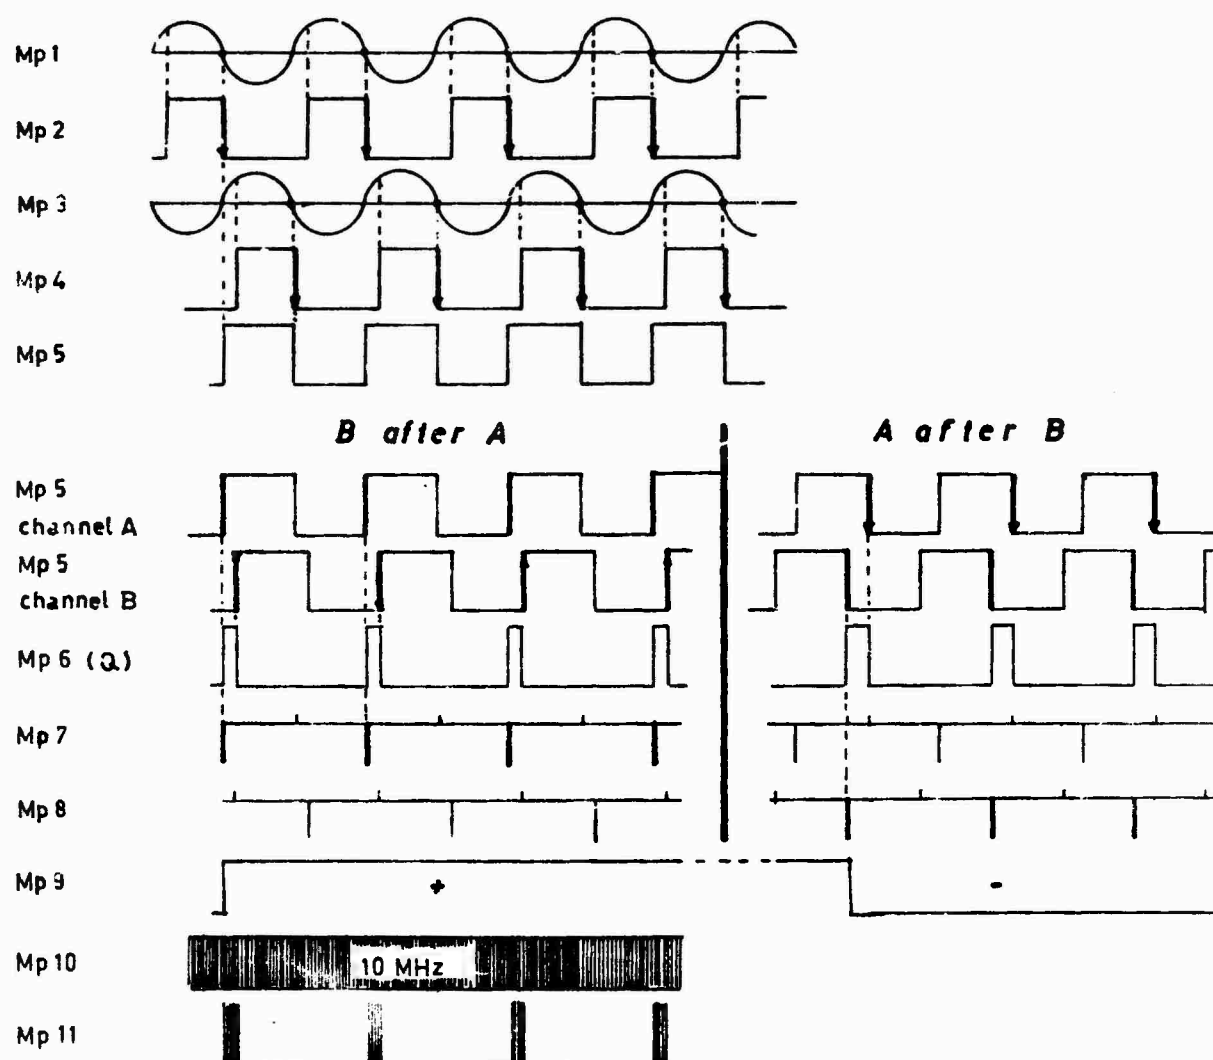 Mp 1
Mp 2
Mp 3
Mp 4
Mp 5
B after A
A after B
Mp 5
channel A
Mp 5
channel B
Mp 6 (a)
Mp 7
Mp 8
Mp 9
+
-
Mp 10
10 MHz
Mp 11